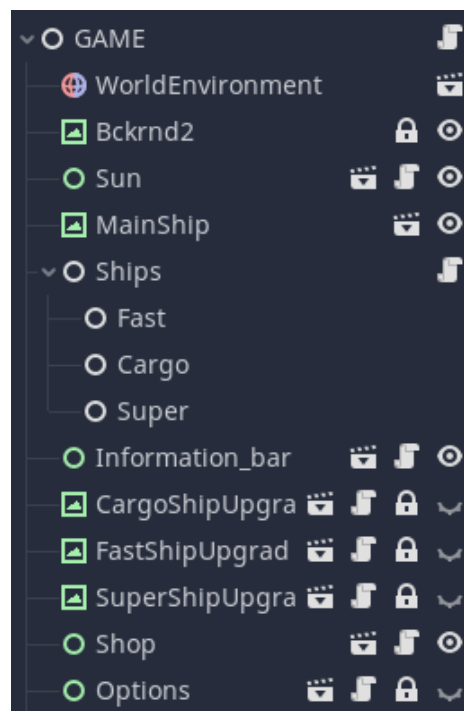 GAME
WorldEnvironment
Bckrnd2
Sun
MainShip
Ships
Fast
Cargo
Super
Information_bar
CargoShipUpgra
FastShipUpgrad
SuperShipUpgra
Shop
Options